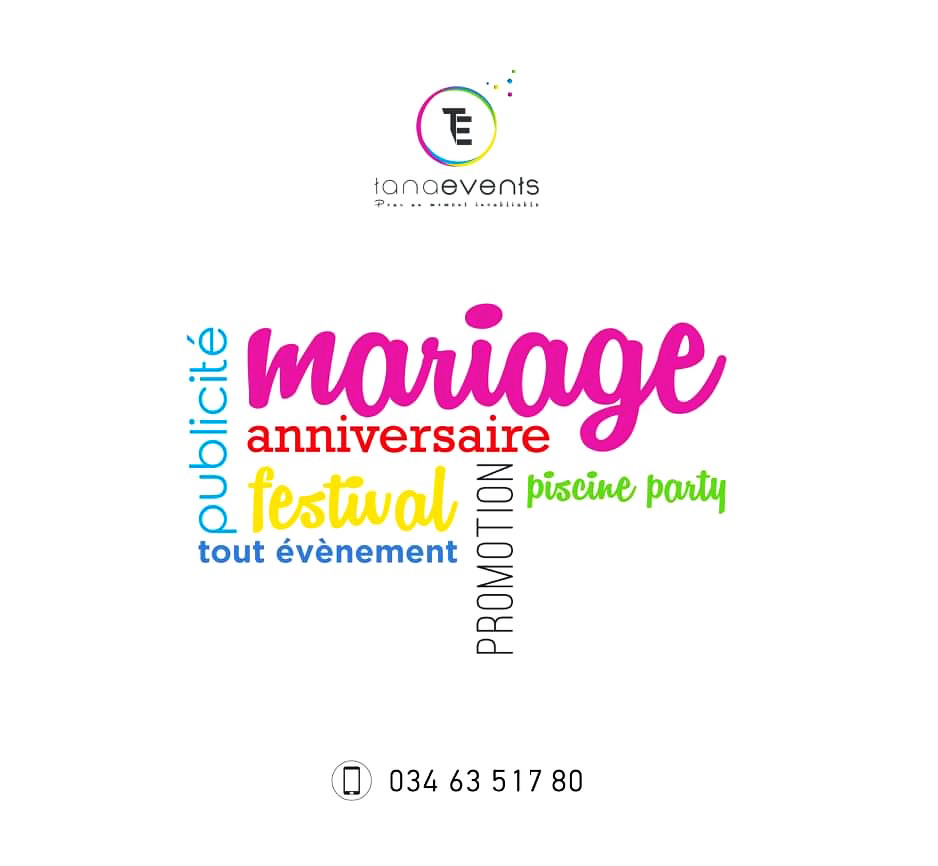 TE
tanaevents
Pour un moment inoubliable
publicité
mariage
anniversaire
festival
piscine party
tout évènement
PROMOTION
034 63 517 80